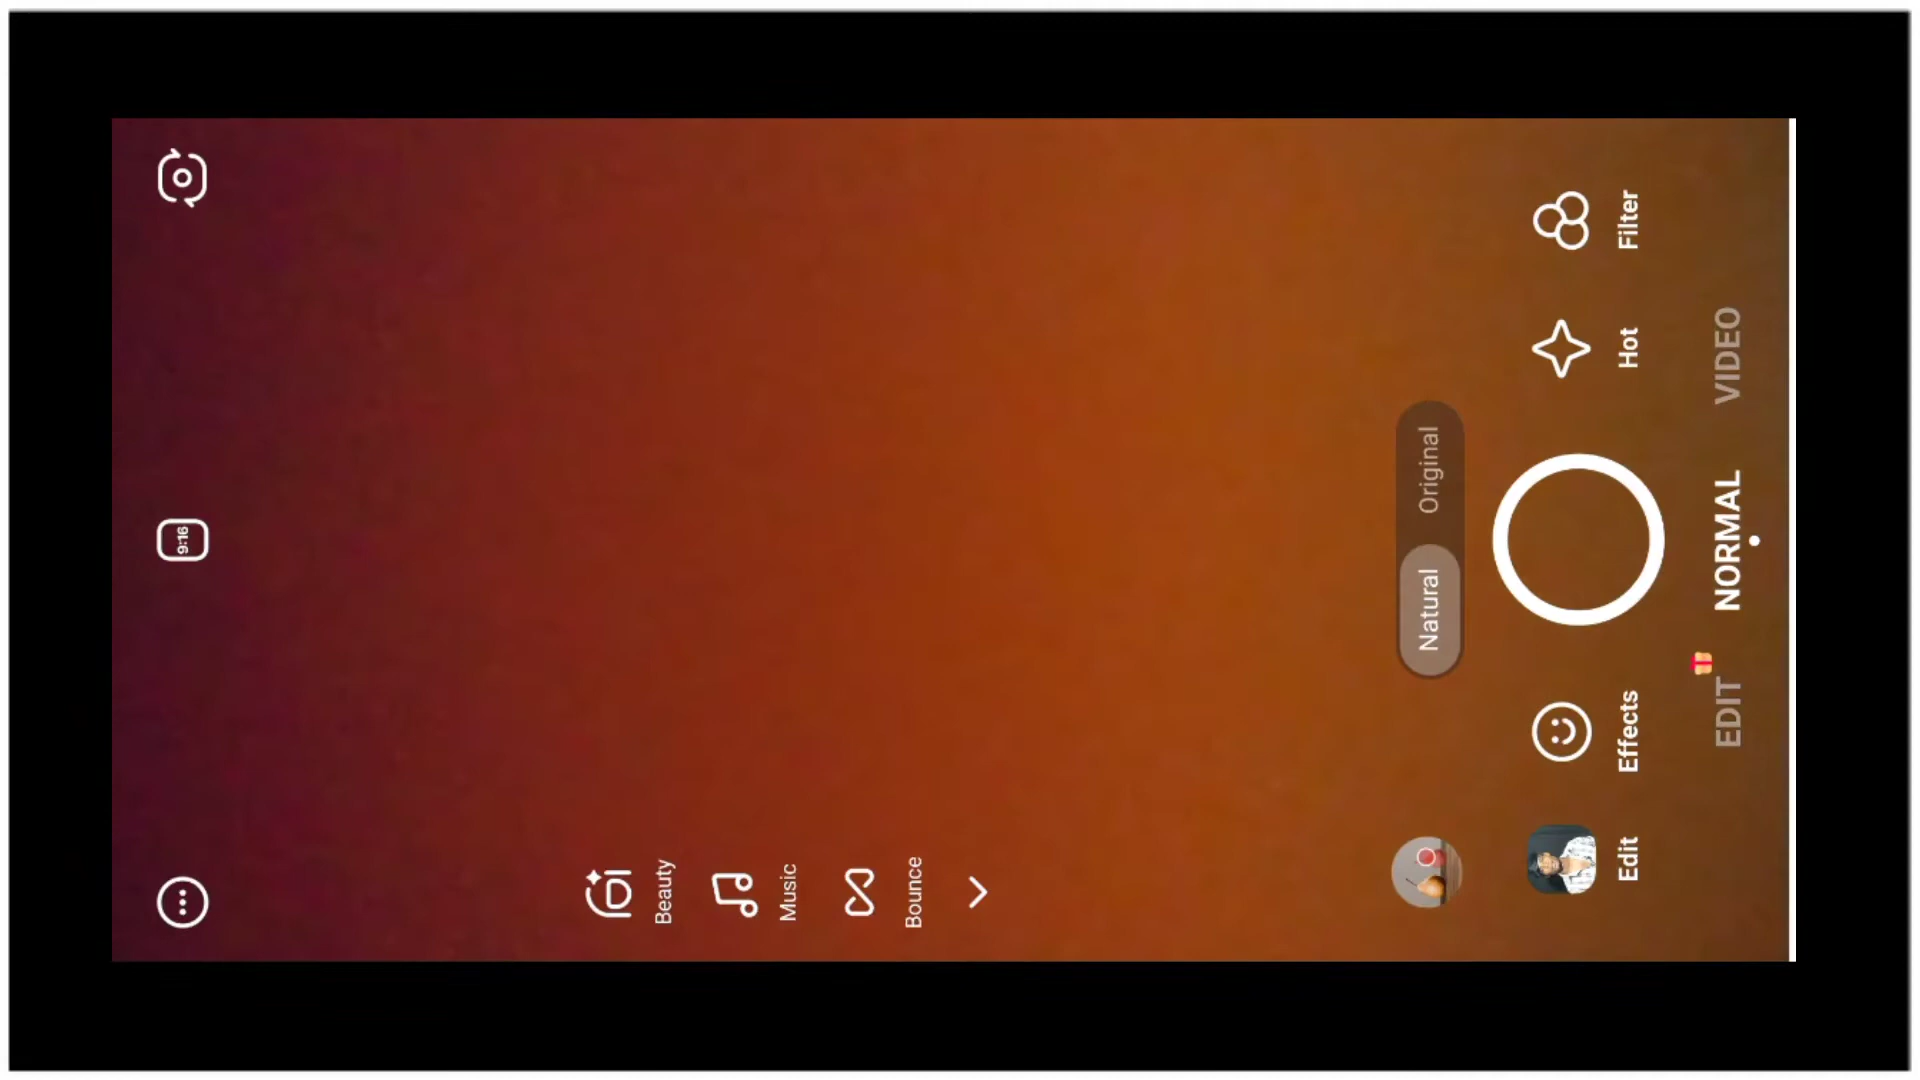 9:16
Beauty
Music
Bounce
Natural Original
Edit Effects Hot Filter
EDIT NORMAL VIDEO